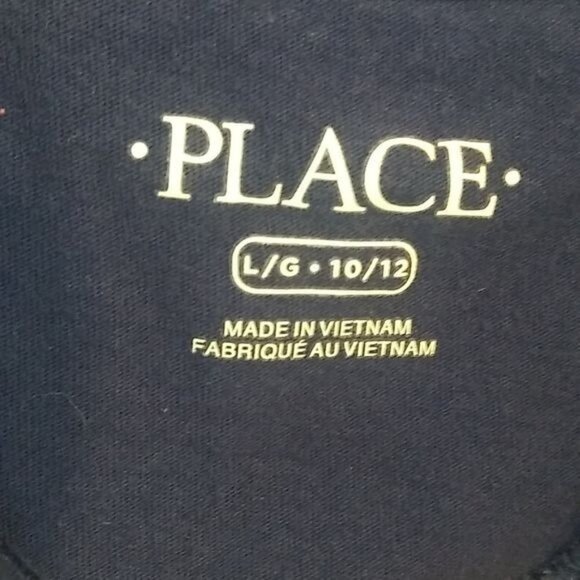 ·PLACE·
L/G · 10/12
MADE IN VIETNAM
FABRIQUÉ AU VIETNAM